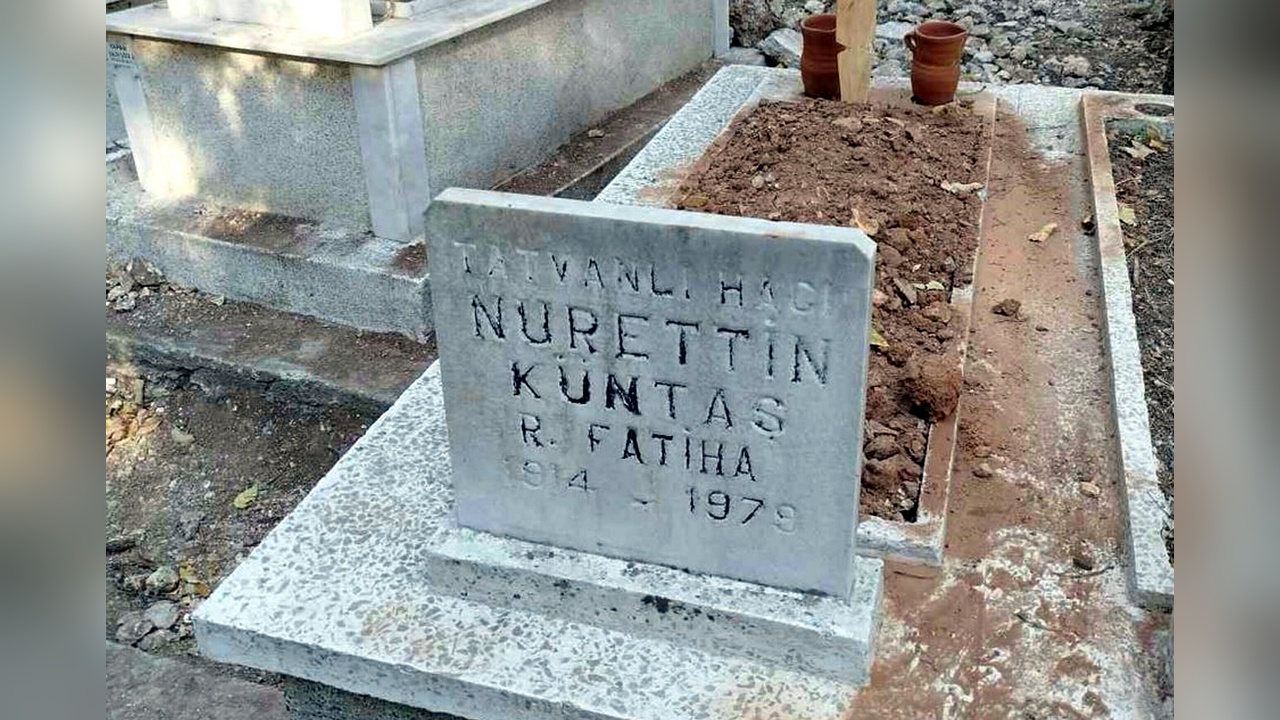 TATVANLI HACI
NURETTİN
KÜNTAŞ
R. FATİHA
1914 - 1979